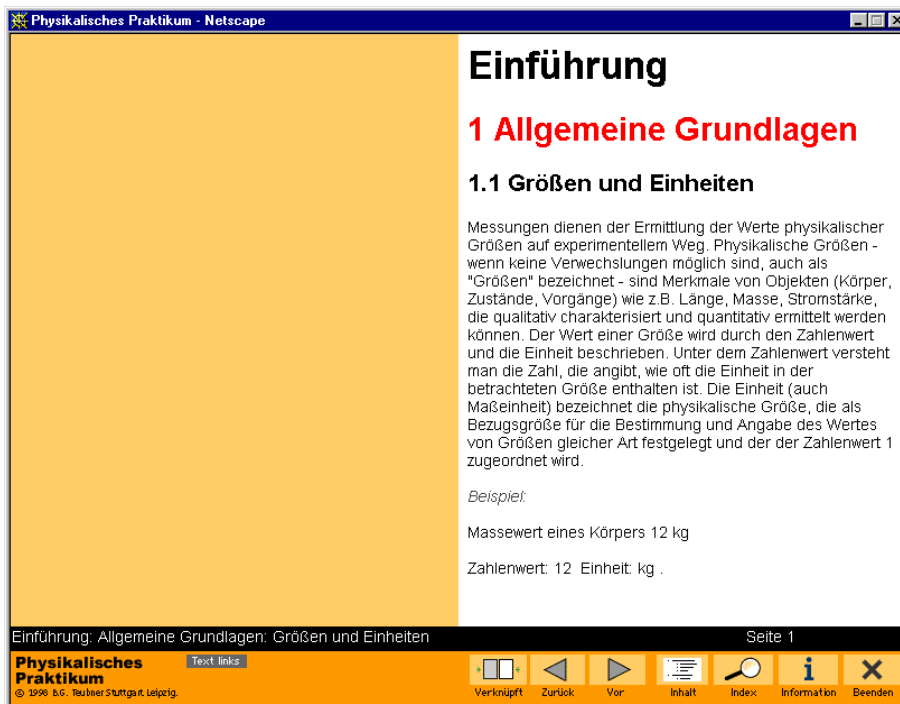 Physikalisches Praktikum - Netscape
Einführung
1 Allgemeine Grundlagen
1.1 Größen und Einheiten
Messungen dienen der Ermittlung der Werte physikalischer
Größen auf experimentellem Weg. Physikalische Größen -
wenn keine Verwechslungen möglich sind, auch als
"Größen" bezeichnet - sind Merkmale von Objekten (Körper,
Zustände, Vorgänge) wie z.B. Länge, Masse, Stromstärke,
die qualitativ charakterisiert und quantitativ ermittelt werden
können. Der Wert einer Größe wird durch den Zahlenwert
und die Einheit beschrieben. Unter dem Zahlenwert versteht
man die Zahl, die angibt, wie oft die Einheit in der
betrachteten Größe enthalten ist. Die Einheit (auch
Maßeinheit) bezeichnet die physikalische Größe, die als
Bezugsgröße für die Bestimmung und Angabe des Wertes
von Größen gleicher Art festgelegt und der der Zahlenwert 1
zugeordnet wird.
Beispiel:
Massewert eines Körpers 12 kg
Zahlenwert: 12 Einheit: kg .
Einführung: Allgemeine Grundlagen: Größen und Einheiten Seite 1
Physikalisches
Praktikum
© 1998 B.G. Teubner Stuttgart Leipzig.
Text links
Verknüpft Zurück Vor Inhalt Index Information Beenden